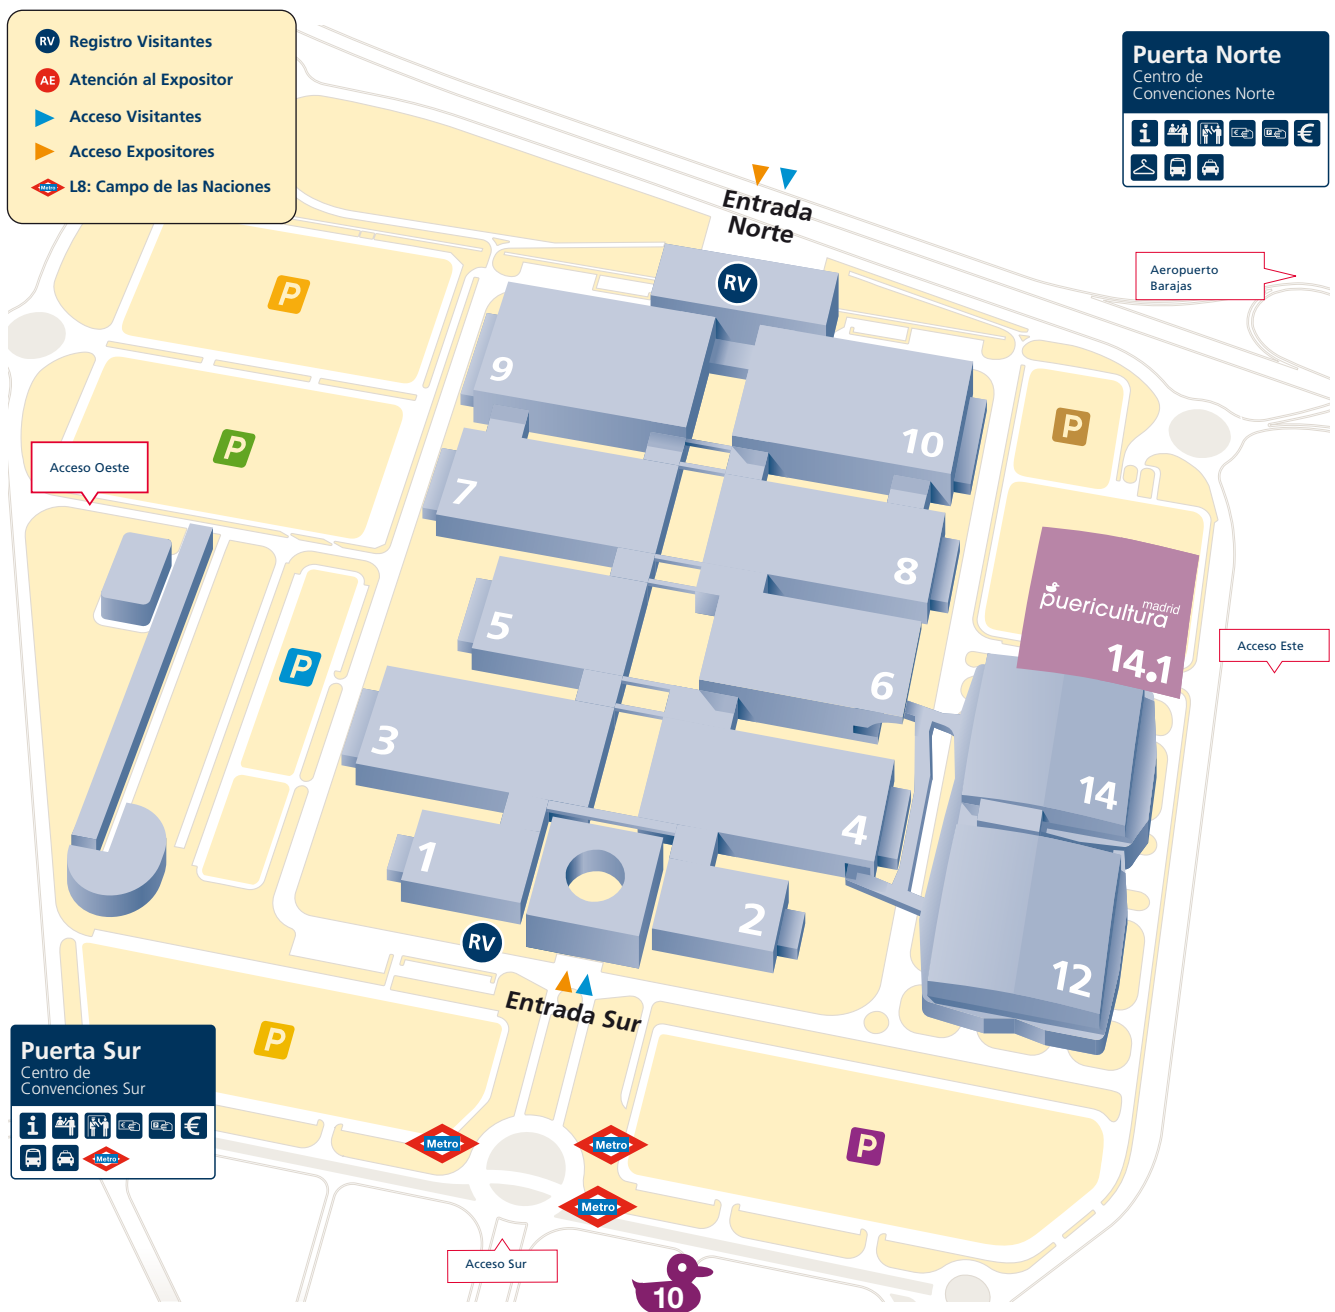 RV Registro Visitantes
AE Atención al Expositor
Acceso Visitantes
Acceso Expositores
Metro L8: Campo de las Naciones
Puerta Norte
Centro de
Convenciones Norte
i €
Entrada
Norte
Aeropuerto
Barajas
RV
P
9
10
P
P
Acceso Oeste
7
8
puericultura
madrid
14.1
5
Acceso Este
P
6
3
14
4
1
2
RV
12
Entrada Sur
P
Puerta Sur
Centro de
Convenciones Sur
i €
Metro
Metro
Metro
Metro
P
Acceso Sur
10